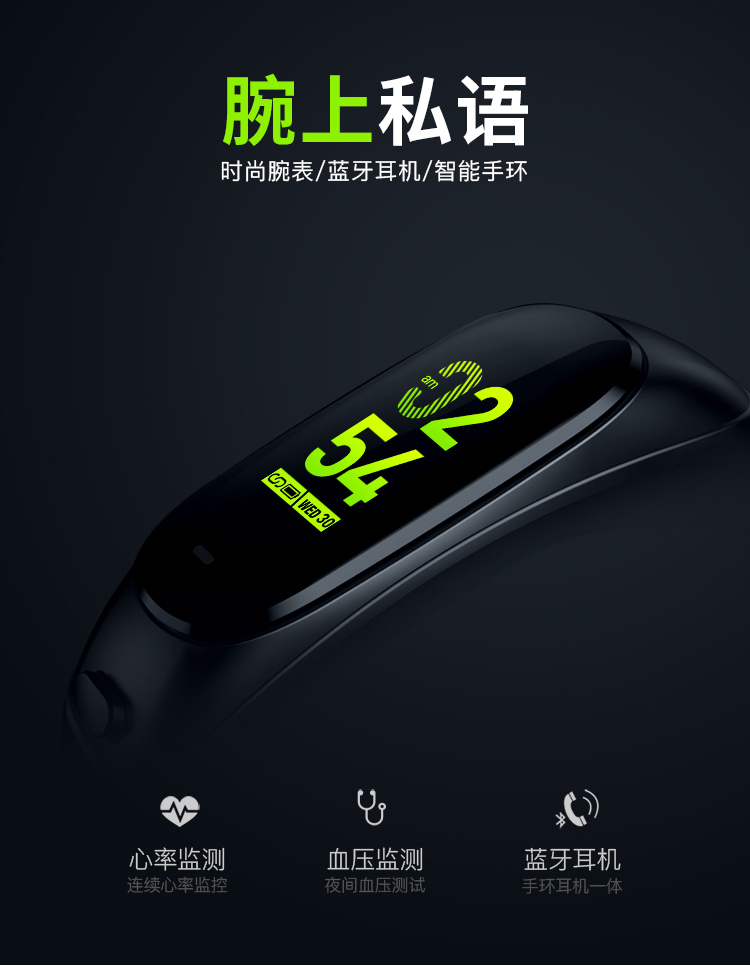 腕上私语
时尚腕表/蓝牙耳机/智能手环
am
02
54
WED 30
心率监测
血压监测
蓝牙耳机
连续心率监控
夜间血压测试
手环耳机一体